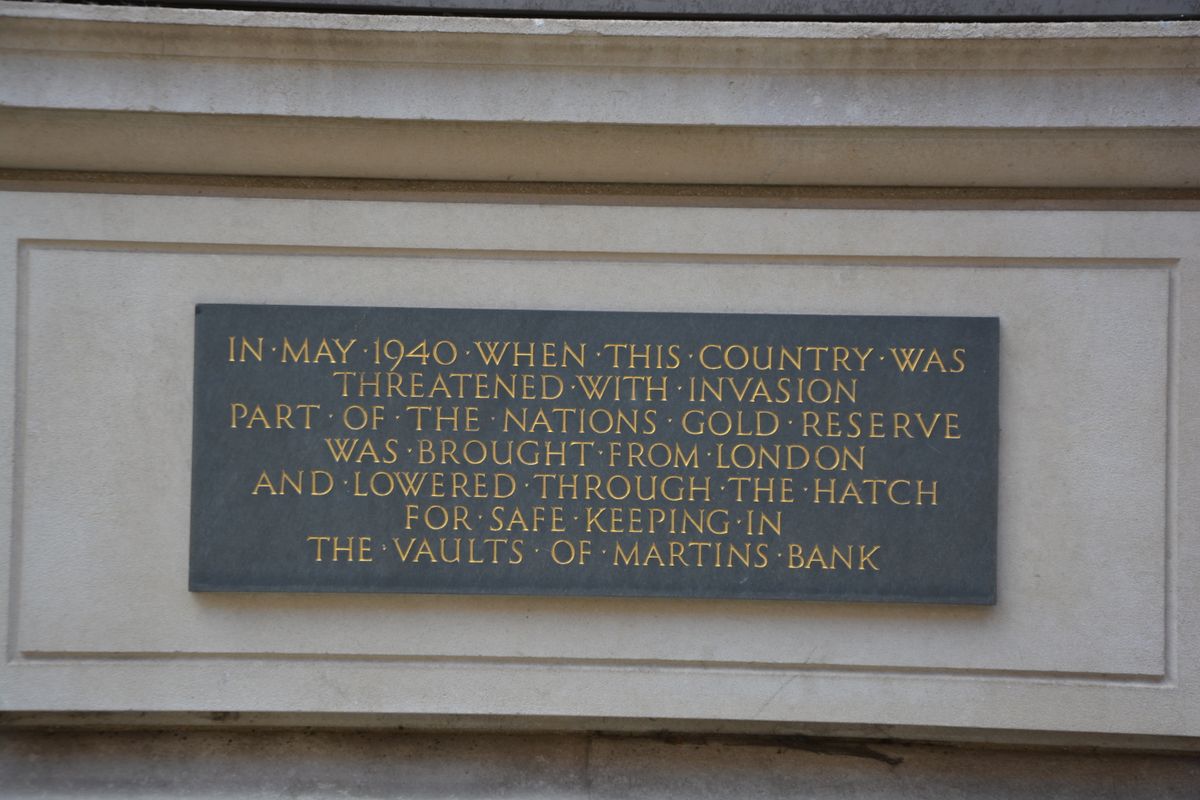 IN·MAY·1940·WHEN·THIS·COUNTRY·WAS
THREATENED·WITH·INVASION
PART·OF·THE·NATIONS·GOLD·RESERVE
WAS·BROUGHT·FROM·LONDON
AND·LOWERED·THROUGH·THE·HATCH
FOR·SAFE·KEEPING·IN
THE·VAULTS·OF·MARTINS·BANK